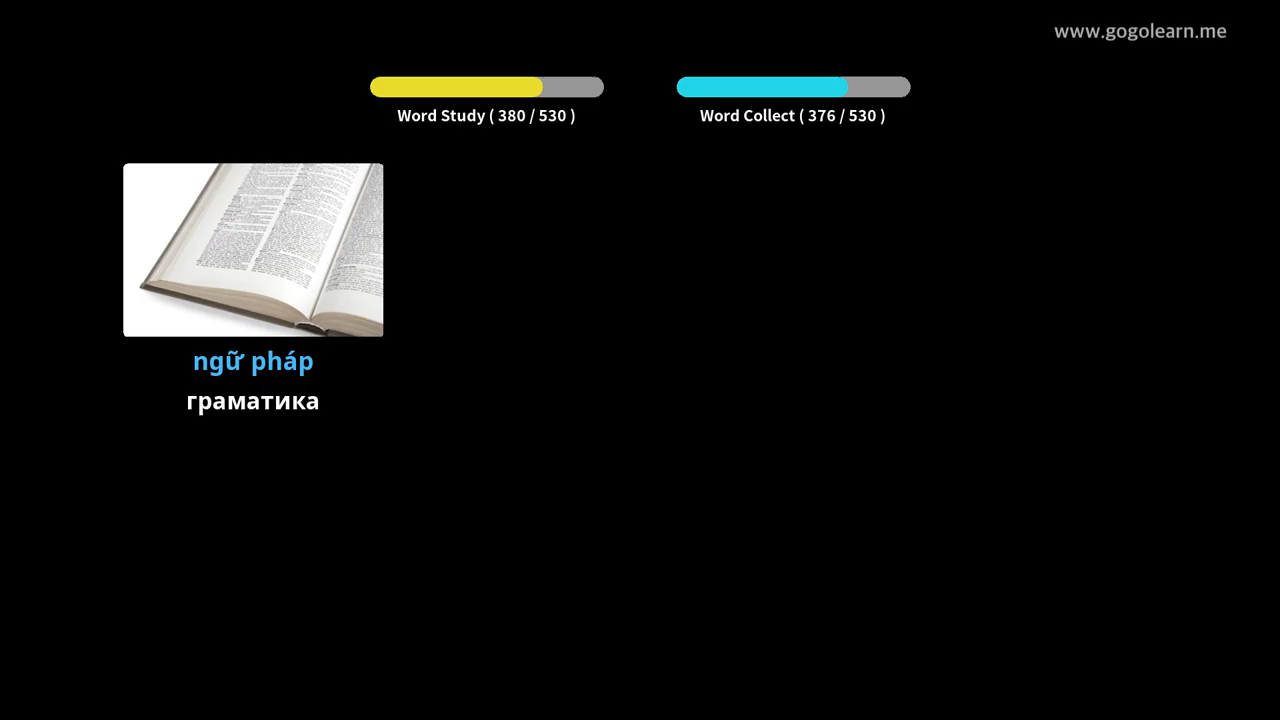 www.gogolearn.me
Word Study ( 380 / 530 )
Word Collect ( 376 / 530 )
ngữ pháp
граматика